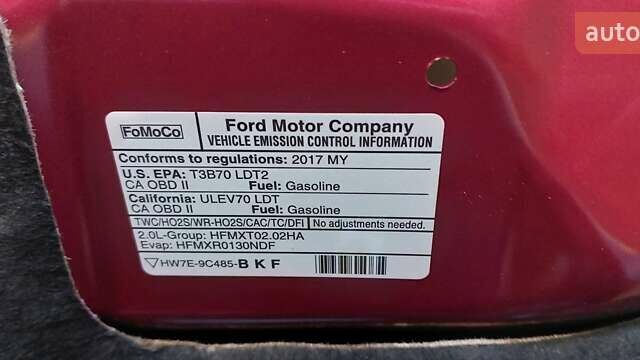 auto
FoMoCo
Ford Motor Company
VEHICLE EMISSION CONTROL INFORMATION
Conforms to regulations: 2017 MY
U.S. EPA: T3B70 LDT2
CA OBD II Fuel: Gasoline
California: ULEV70 LDT
CA OBD II Fuel: Gasoline
TWC/HO2S/WR-HO2S/CAC/TC/DFI No adjustments needed.
2.0L-Group: HFMXT02.02HA
Evap: HFMXR0130NDF
HW7E-9C485-BKF